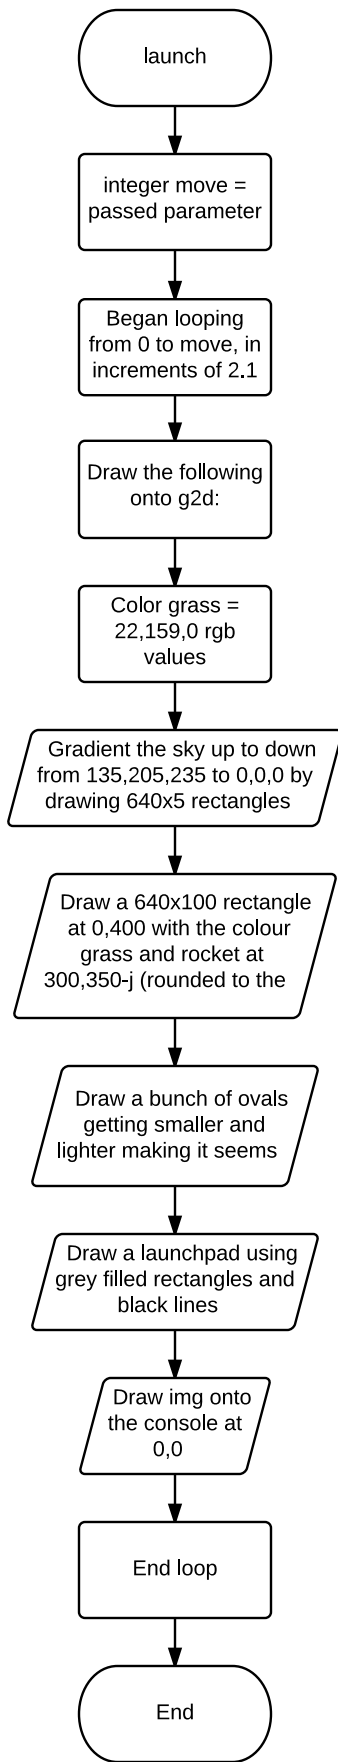 launch
integer move =
passed parameter
Began looping
from 0 to move, in
increments of 2.1
Draw the following
onto g2d:
Color grass =
22,159,0 rgb
values
Gradient the sky up to down
from 135,205,235 to 0,0,0 by
drawing 640x5 rectangles
Draw a 640x100 rectangle
at 0,400 with the colour
grass and rocket at
300,350-j (rounded to the
Draw a bunch of ovals
getting smaller and
lighter making it seems
Draw a launchpad using
grey filled rectangles and
black lines
Draw img onto
the console at
0,0
End loop
End